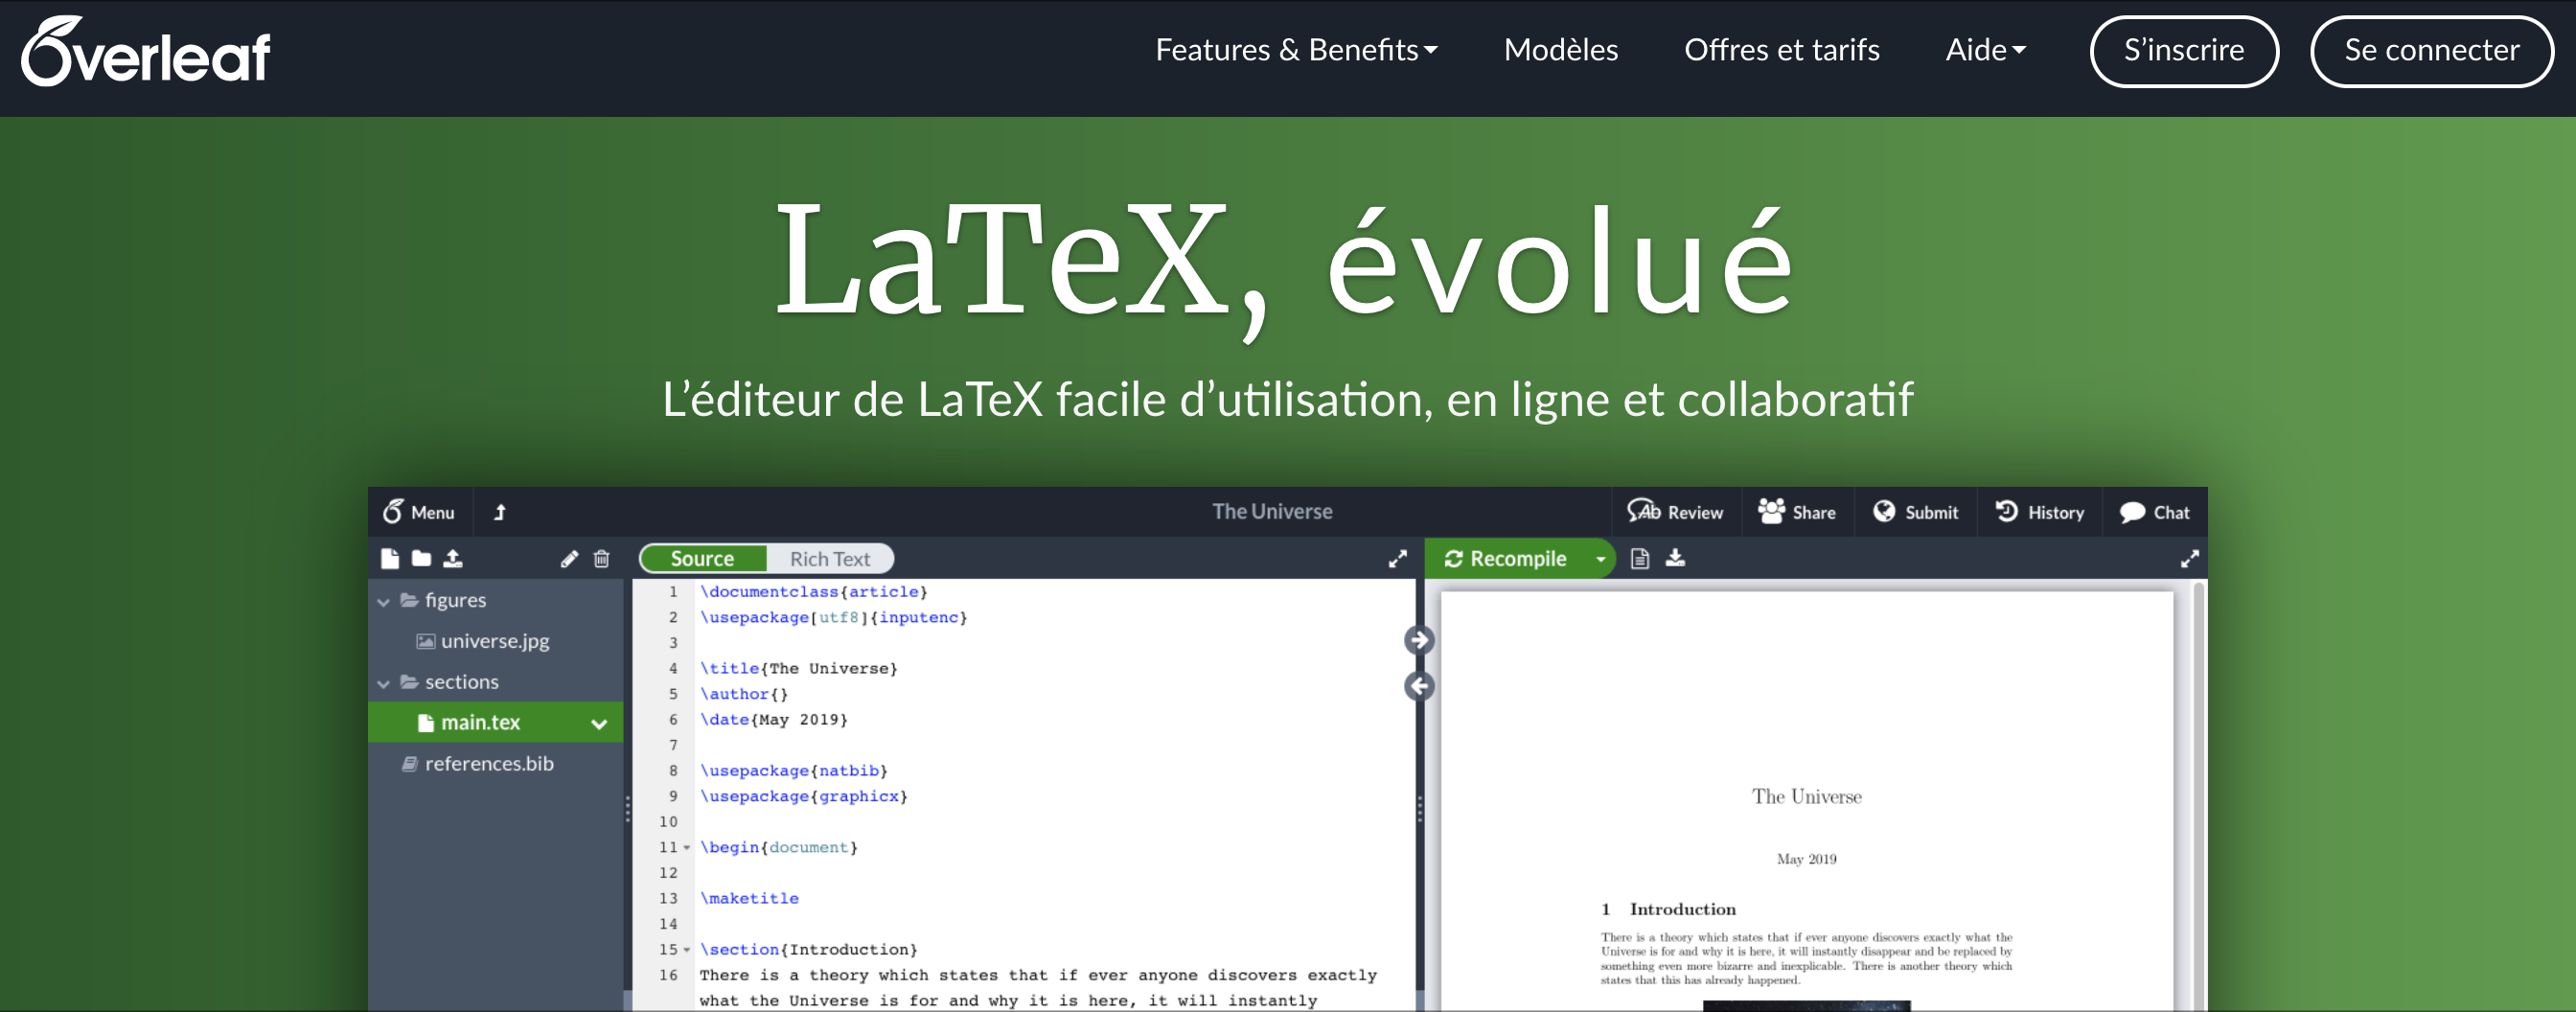 Overleaf
Features & Benefits
Modèles
Offres et tarifs
Aide
S’inscrire
Se connecter
LaTeX, évolué
L’éditeur de LaTeX facile d’utilisation, en ligne et collaboratif
Menu
The Universe
Review
Share
Submit
History
Chat
Source
Rich Text
Recompile
figures
universe.jpg
sections
main.tex
references.bib
1 \documentclass{article}
2 \usepackage[utf8]{inputenc}
3
4 \title{The Universe}
5 \author{}
6 \date{May 2019}
7
8 \usepackage{natbib}
9 \usepackage{graphicx}
10
11 \begin{document}
12
13 \maketitle
14
15 \section{Introduction}
16 There is a theory which states that if ever anyone discovers exactly
what the Universe is for and why it is here, it will instantly
The Universe
May 2019
1 Introduction
There is a theory which states that if ever anyone discovers exactly what the
Universe is for and why it is here, it will instantly disappear and be replaced by
something even more bizarre and inexplicable. There is another theory which
states that this has already happened.